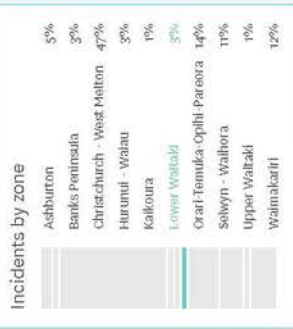 Incidents by zone
Ashburton 5%
Banks Peninsula 3%
Christchurch - West Melton 47%
Hurunui - Waiau 3%
Kaikoura 1%
Lower Waitaki 3%
Orari-Temuka-Opihi-Pareora 14%
Selwyn - Waihora 11%
Upper Waitaki 1%
Waimakariri 12%